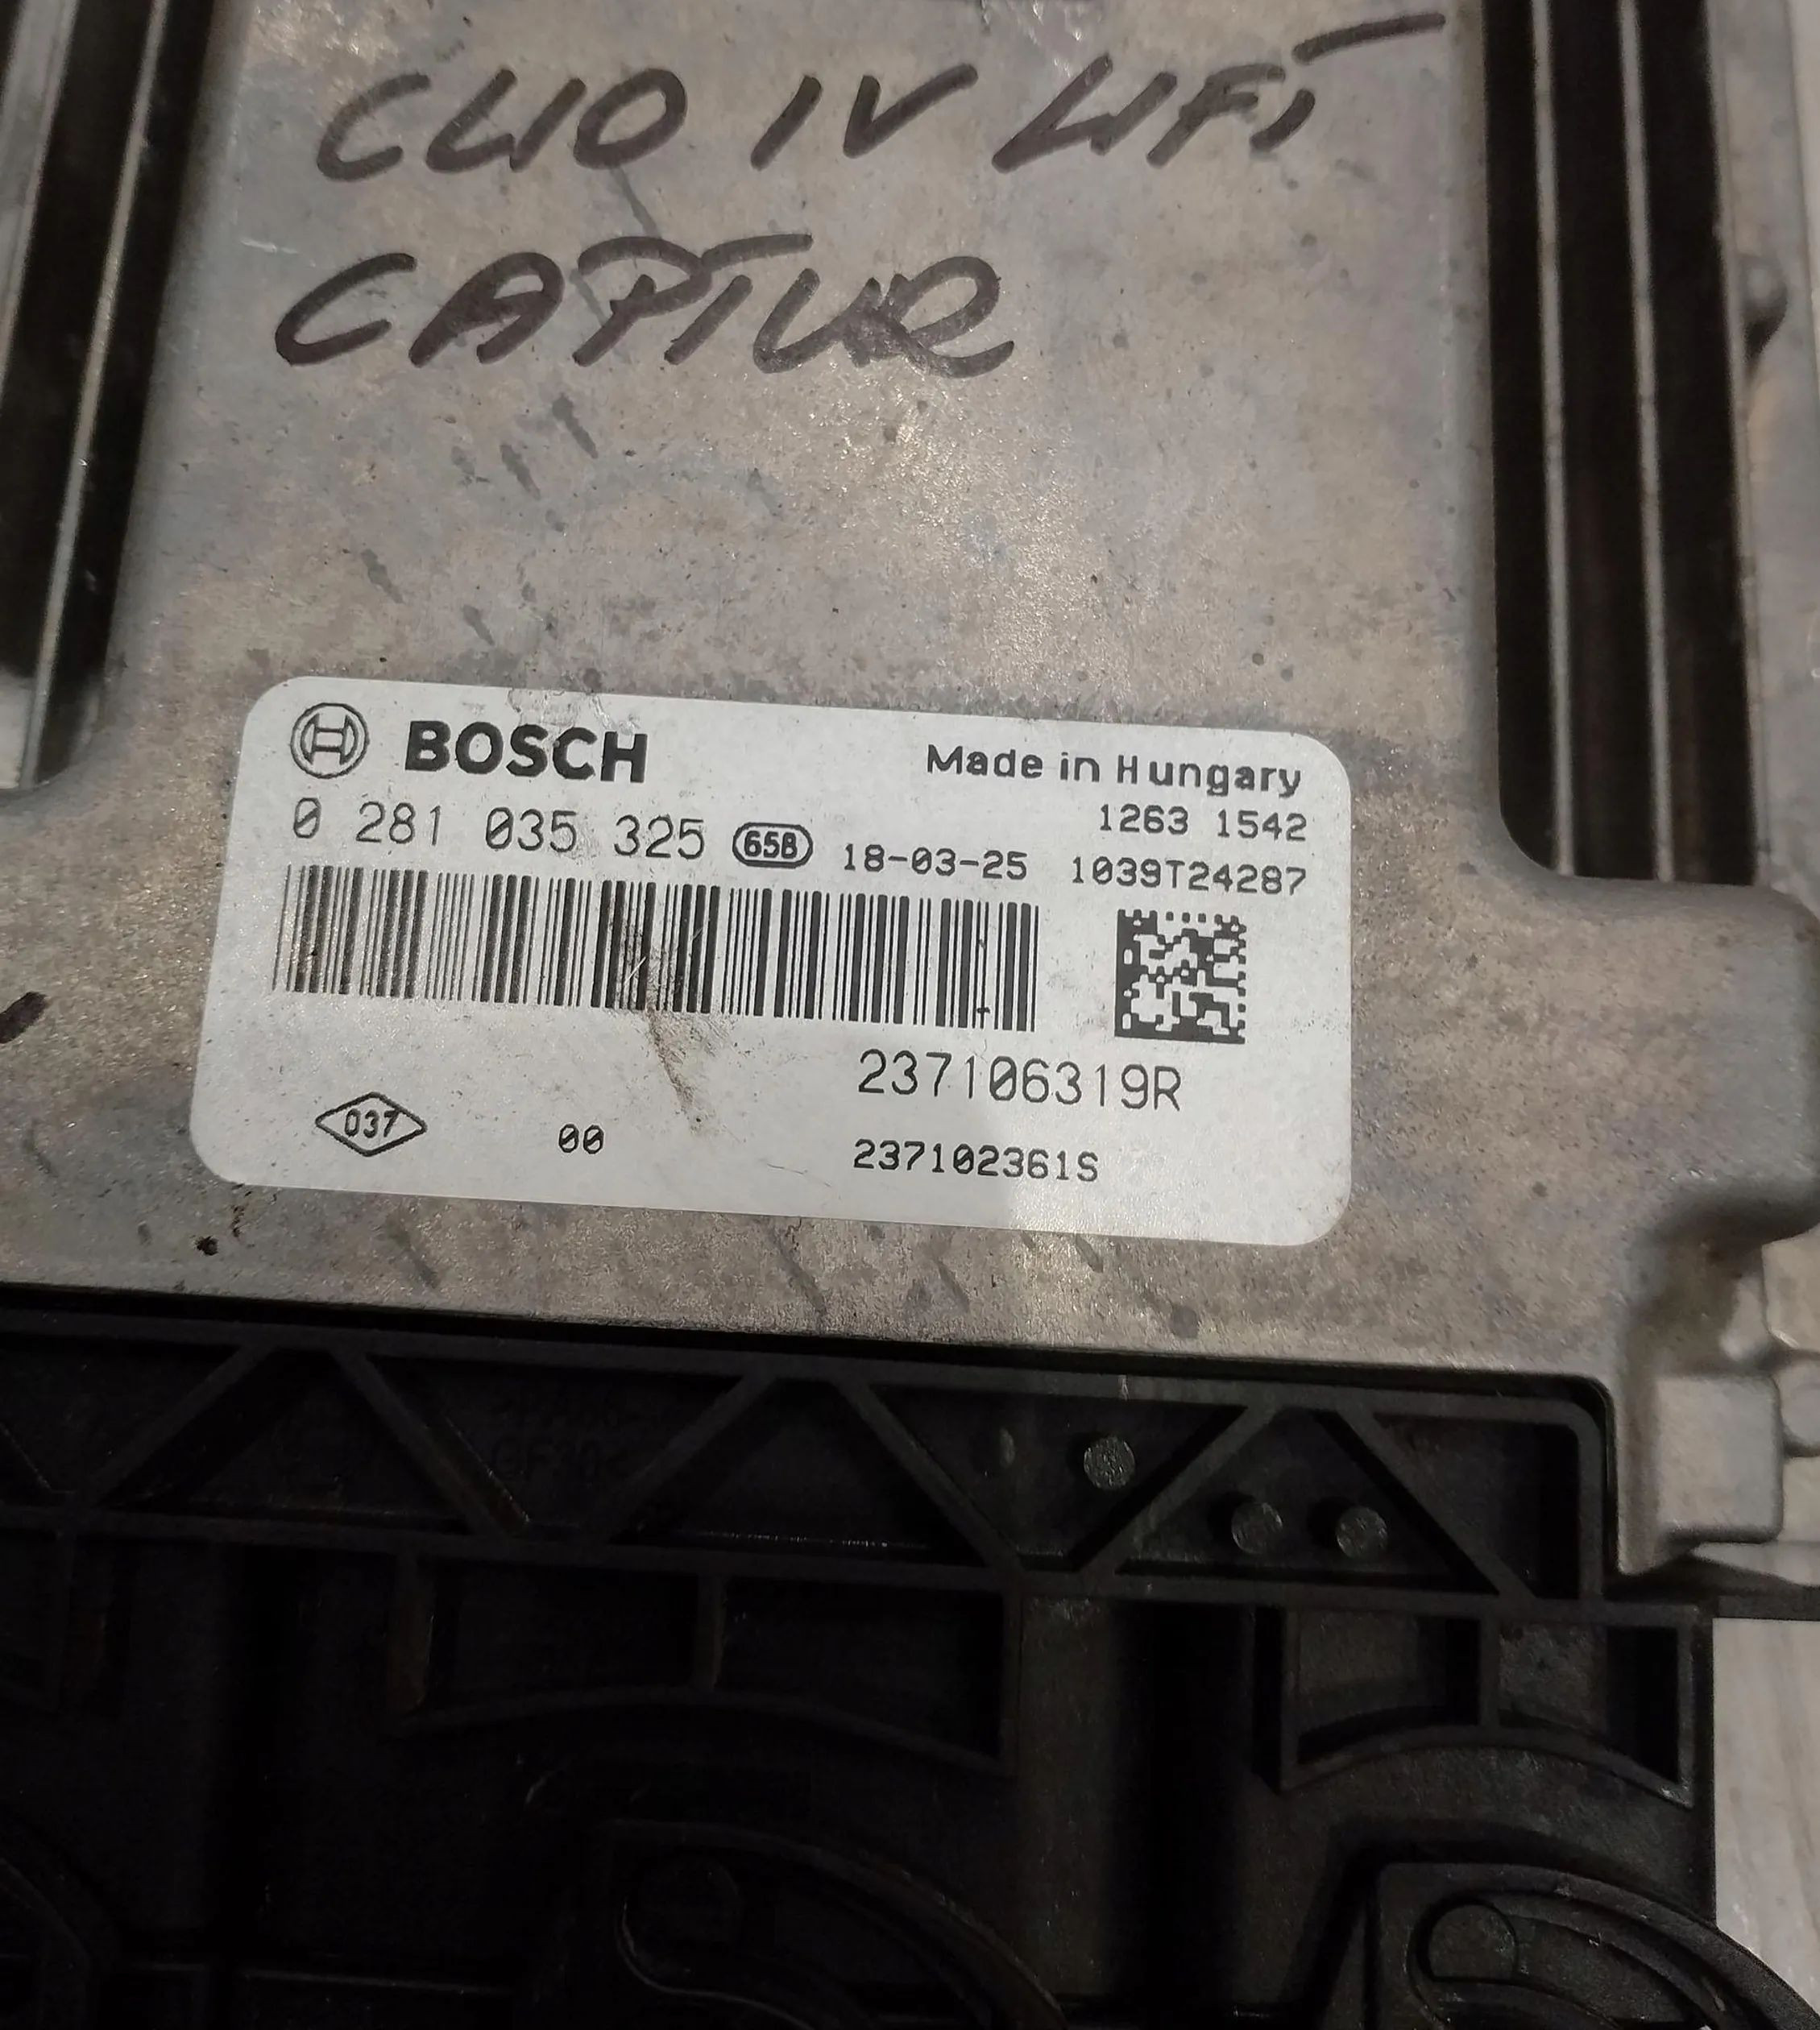 CLIO IV LIFT
CAPTUR
BOSCH
Made in Hungary
0 281 035 325 65B 18-03-25
1263 1542
1039T24287
237106319R
037 00 237102361S